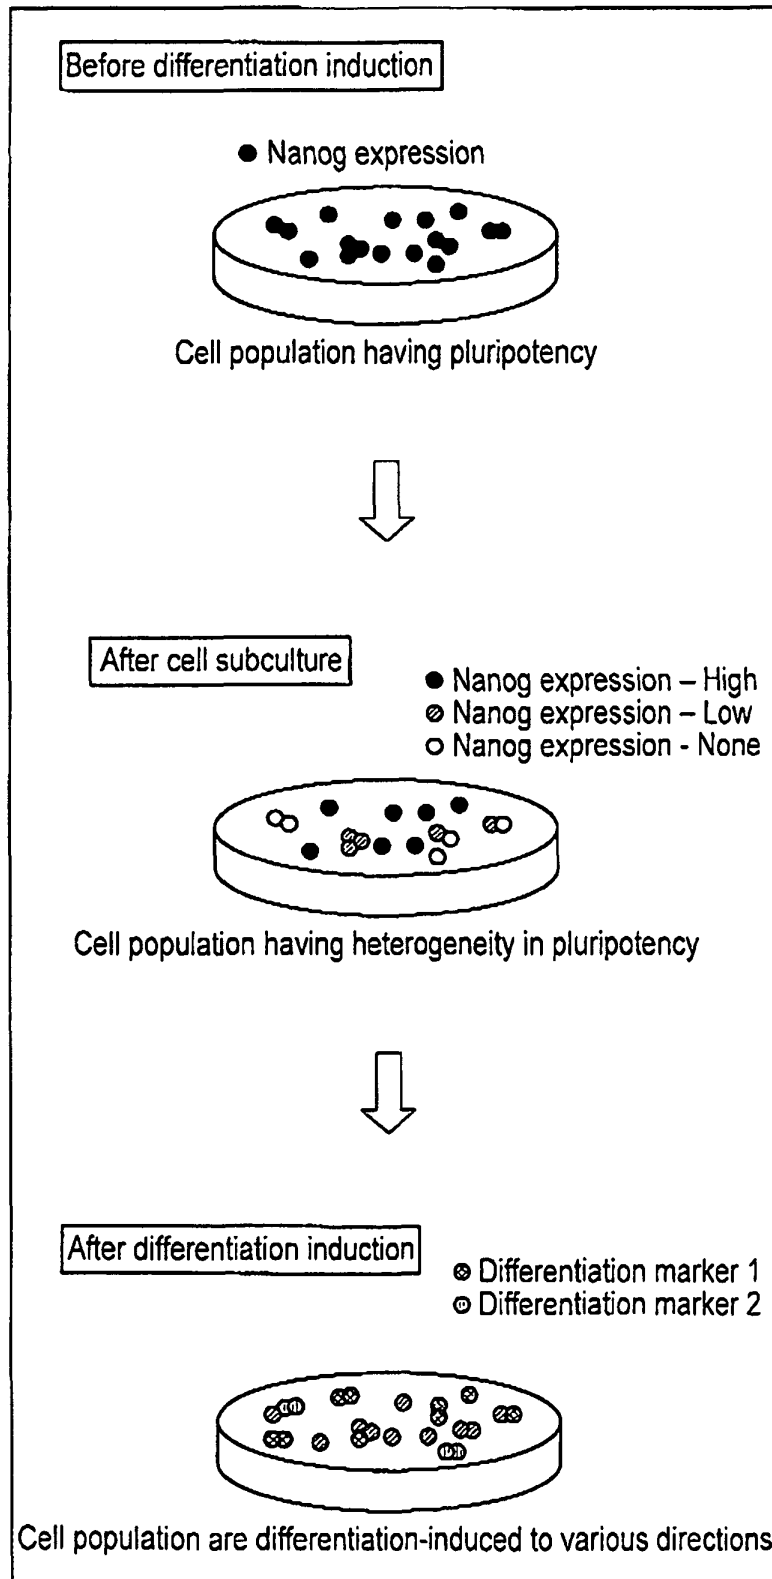 Before differentiation induction
Nanog expression
Cell population having pluripotency
After cell subculture
Nanog expression – High
Nanog expression – Low
Nanog expression - None
Cell population having heterogeneity in pluripotency
After differentiation induction
Differentiation marker 1
Differentiation marker 2
Cell population are differentiation-induced to various directions